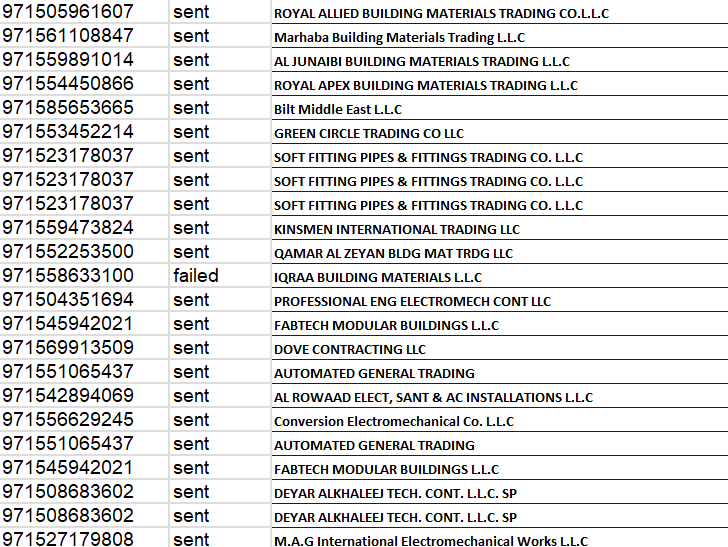 971505961607 sent ROYAL ALLIED BUILDING MATERIALS TRADING CO.L.L.C
971561108847 sent Marhaba Building Materials Trading L.L.C
971559891014 sent AL JUNAIBI BUILDING MATERIALS TRADING L.L.C
971554450866 sent ROYAL APEX BUILDING MATERIALS TRADING L.L.C
971585653665 sent Bilt Middle East L.L.C
971553452214 sent GREEN CIRCLE TRADING CO LLC
971523178037 sent SOFT FITTING PIPES & FITTINGS TRADING CO. L.L.C
971523178037 sent SOFT FITTING PIPES & FITTINGS TRADING CO. L.L.C
971523178037 sent SOFT FITTING PIPES & FITTINGS TRADING CO. L.L.C
971559473824 sent KINSMEN INTERNATIONAL TRADING LLC
971552253500 sent QAMAR AL ZEYAN BLDG MAT TRDG LLC
971558633100 failed IQRAA BUILDING MATERIALS L.L.C
971504351694 sent PROFESSIONAL ENG ELECTROMECH CONT LLC
971545942021 sent FABTECH MODULAR BUILDINGS L.L.C
971569913509 sent DOVE CONTRACTING LLC
971551065437 sent AUTOMATED GENERAL TRADING
971542894069 sent AL ROWAAD ELECT, SANT & AC INSTALLATIONS L.L.C
971556629245 sent Conversion Electromechanical Co. L.L.C
971551065437 sent AUTOMATED GENERAL TRADING
971545942021 sent FABTECH MODULAR BUILDINGS L.L.C
971508683602 sent DEYAR ALKHALEEJ TECH. CONT. L.L.C. SP
971508683602 sent DEYAR ALKHALEEJ TECH. CONT. L.L.C. SP
971527179808 sent M.A.G International Electromechanical Works L.L.C